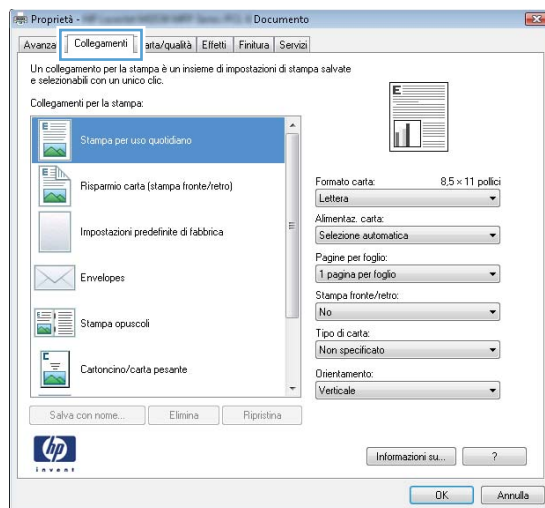 Proprietà - Documento
Avanza Collegamenti arta/qualità Effetti Finitura Servizi
Un collegamento per la stampa è un insieme di impostazioni di stampa salvate
e selezionabili con un unico clic.
Collegamenti per la stampa:
Stampa per uso quotidiano
Risparmio carta (stampa fronte/retro)
Impostazioni predefinite di fabbrica
Envelopes
Stampa opuscoli
Cartoncino/carta pesante
E
Formato carta: 8,5 × 11 pollici
Lettera
Alimentaz. carta:
Selezione automatica
Pagine per foglio:
1 pagina per foglio
Stampa fronte/retro:
No
Tipo di carta:
Non specificato
Orientamento:
Verticale
Salva con nome... Elimina Ripristina
hp
invent
Informazioni su... ?
OK Annulla